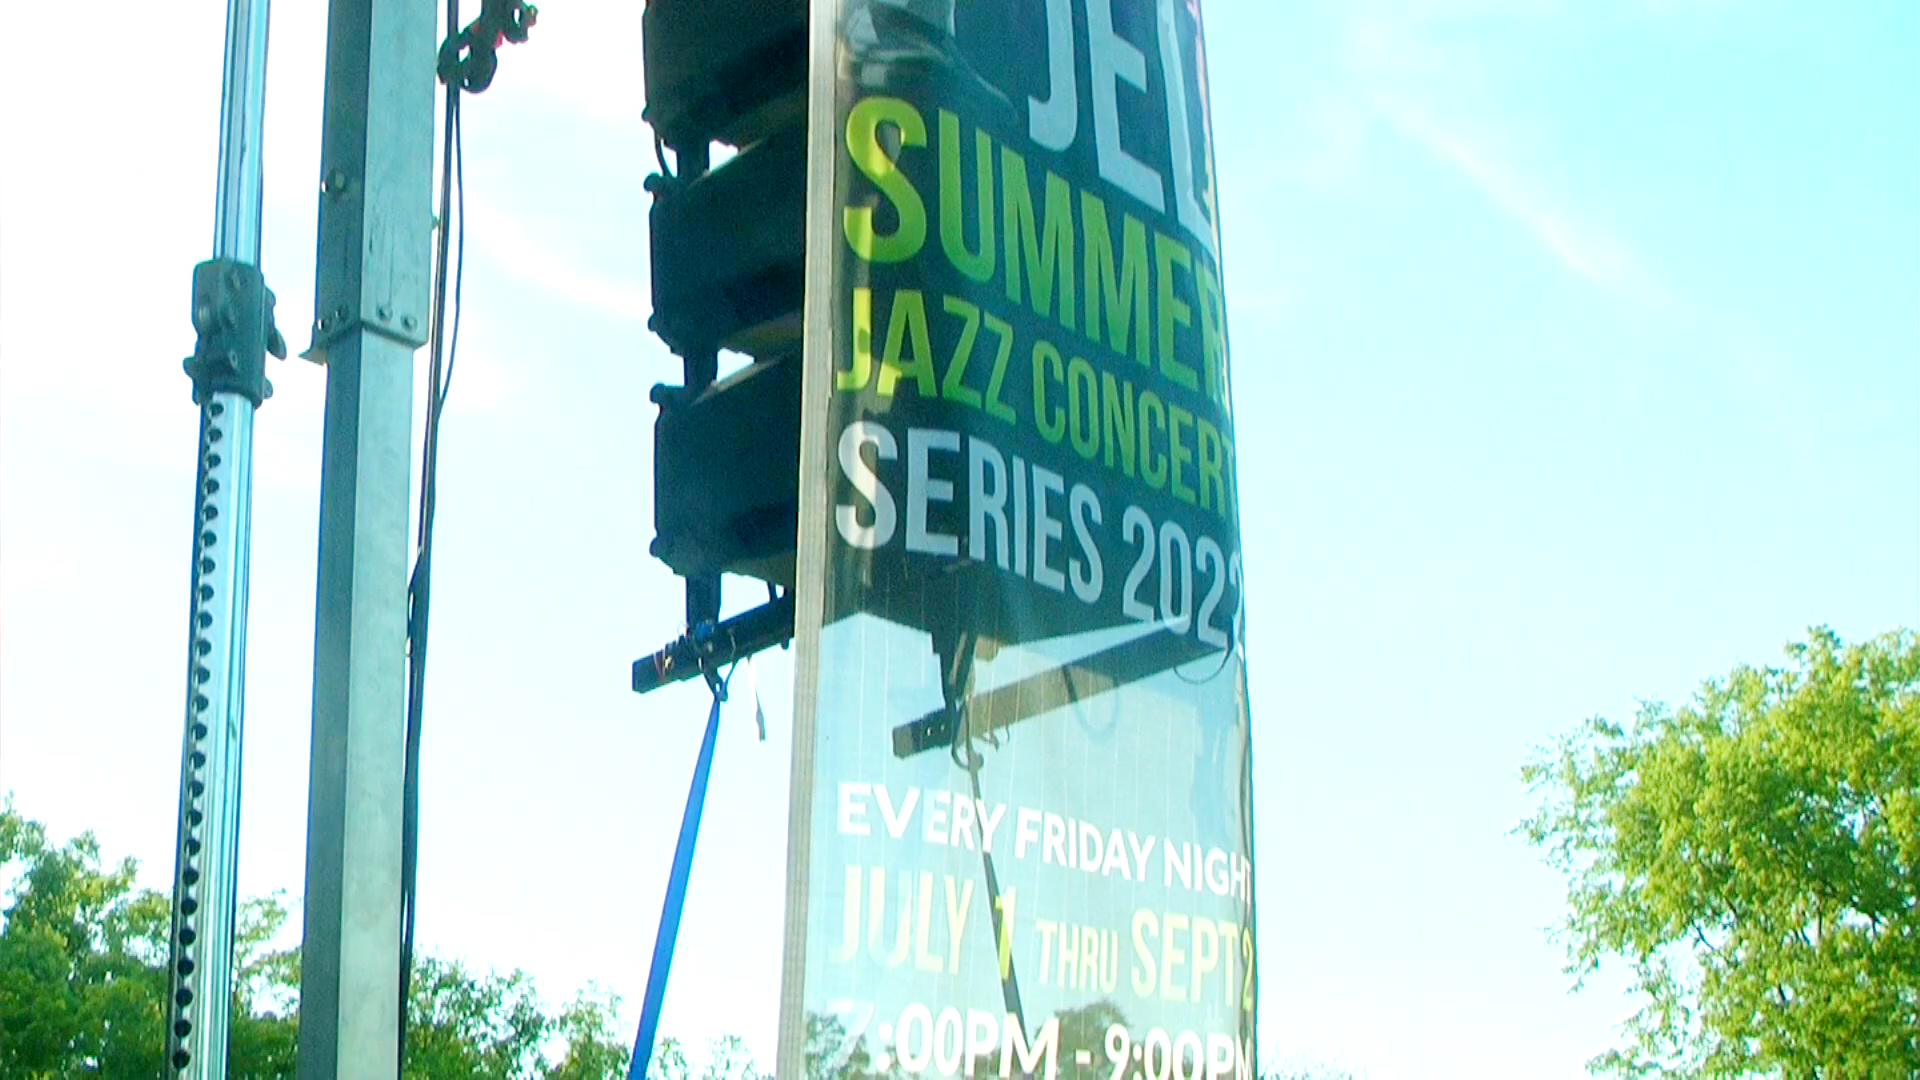 SUMMER
JAZZ CONCERT
SERIES 2022
EVERY FRIDAY NIGHT
JULY 1 THRU SEPT 2
7:00PM - 9:00PM